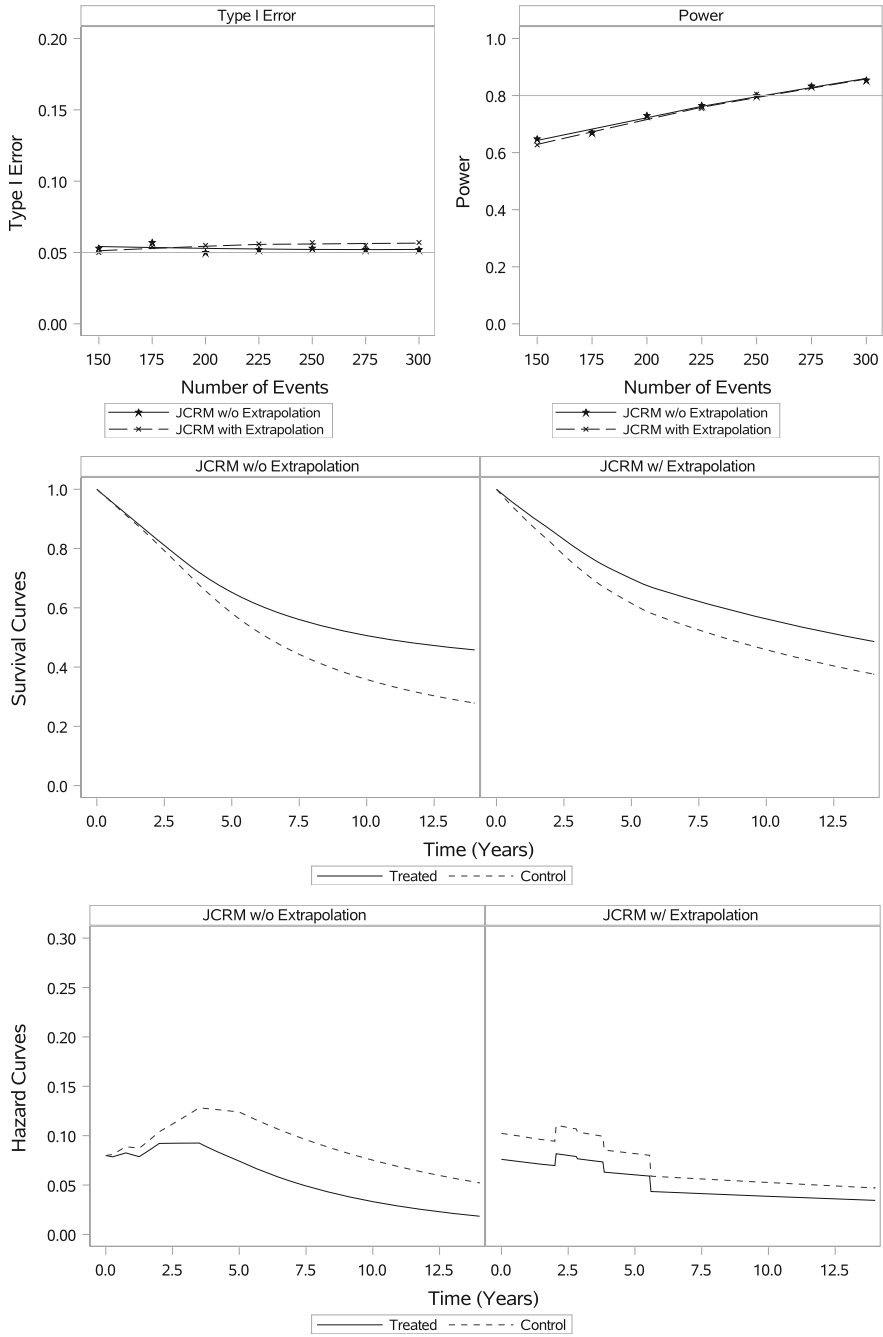 Type I Error
Power
0.20
0.15
0.10
0.05
0.00
Type I Error
150 175 200 225 250 275 300
Number of Events
JCRM w/o Extrapolation
JCRM with Extrapolation
1.0
0.8
0.6
0.4
0.2
0.0
Power
150 175 200 225 250 275 300
Number of Events
JCRM w/o Extrapolation
JCRM with Extrapolation
JCRM w/o Extrapolation
JCRM w/ Extrapolation
1.0
0.8
0.6
0.4
0.2
0.0
Survival Curves
0.0 2.5 5.0 7.5 10.0 12.5
0.0 2.5 5.0 7.5 10.0 12.5
Time (Years)
Treated
Control
JCRM w/o Extrapolation
JCRM w/ Extrapolation
0.30
0.25
0.20
0.15
0.10
0.05
0.00
Hazard Curves
0.0 2.5 5.0 7.5 10.0 12.5
0.0 2.5 5.0 7.5 10.0 12.5
Time (Years)
Treated
Control